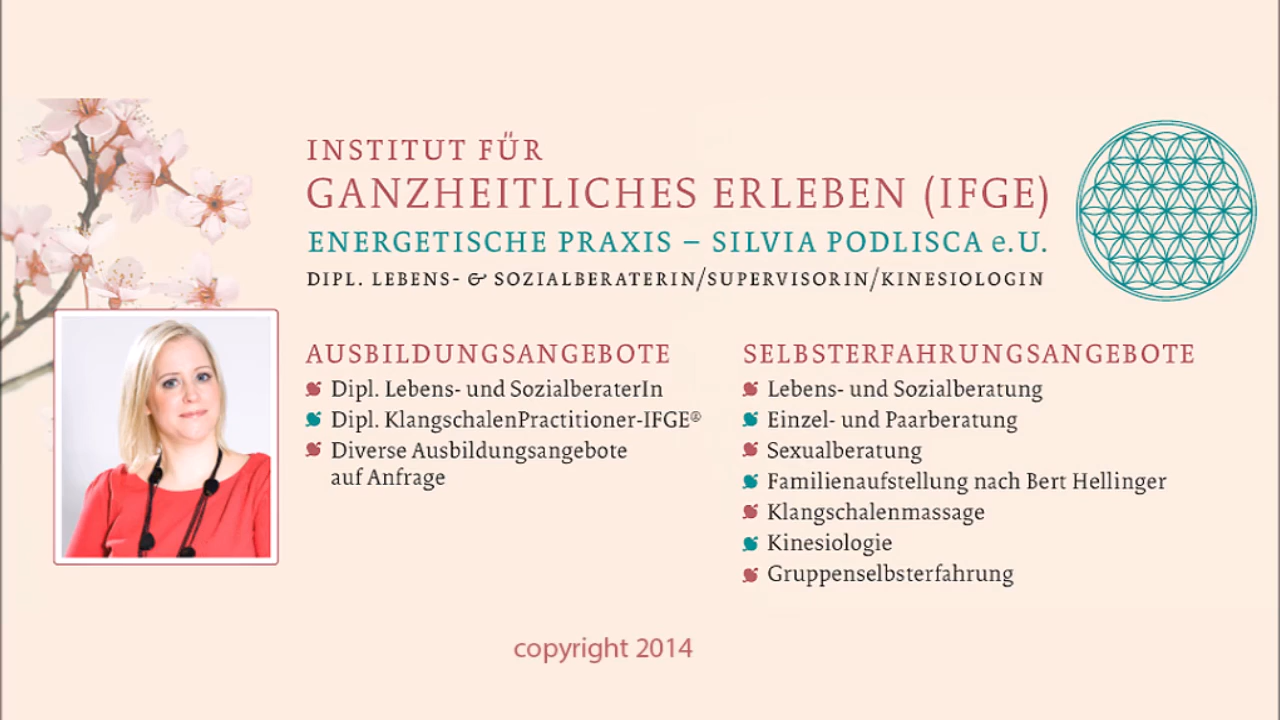 INSTITUT FÜR
GANZHEITLICHES ERLEBEN (IFGE)
ENERGETISCHE PRAXIS – SILVIA PODLISCA e.U.
DIPL. LEBENS- & SOZIALBERATERIN/SUPERVISORIN/KINESIOLOGIN
AUSBILDUNGSANGEBOTE
Dipl. Lebens- und SozialberaterIn
Dipl. KlangschalenPractitioner-IFGE®
Diverse Ausbildungsangebote
auf Anfrage
SELBSTERFAHRUNGSANGEBOTE
Lebens- und Sozialberatung
Einzel- und Paarberatung
Sexualberatung
Familienaufstellung nach Bert Hellinger
Klangschalenmassage
Kinesiologie
Gruppenselbsterfahrung
copyright 2014